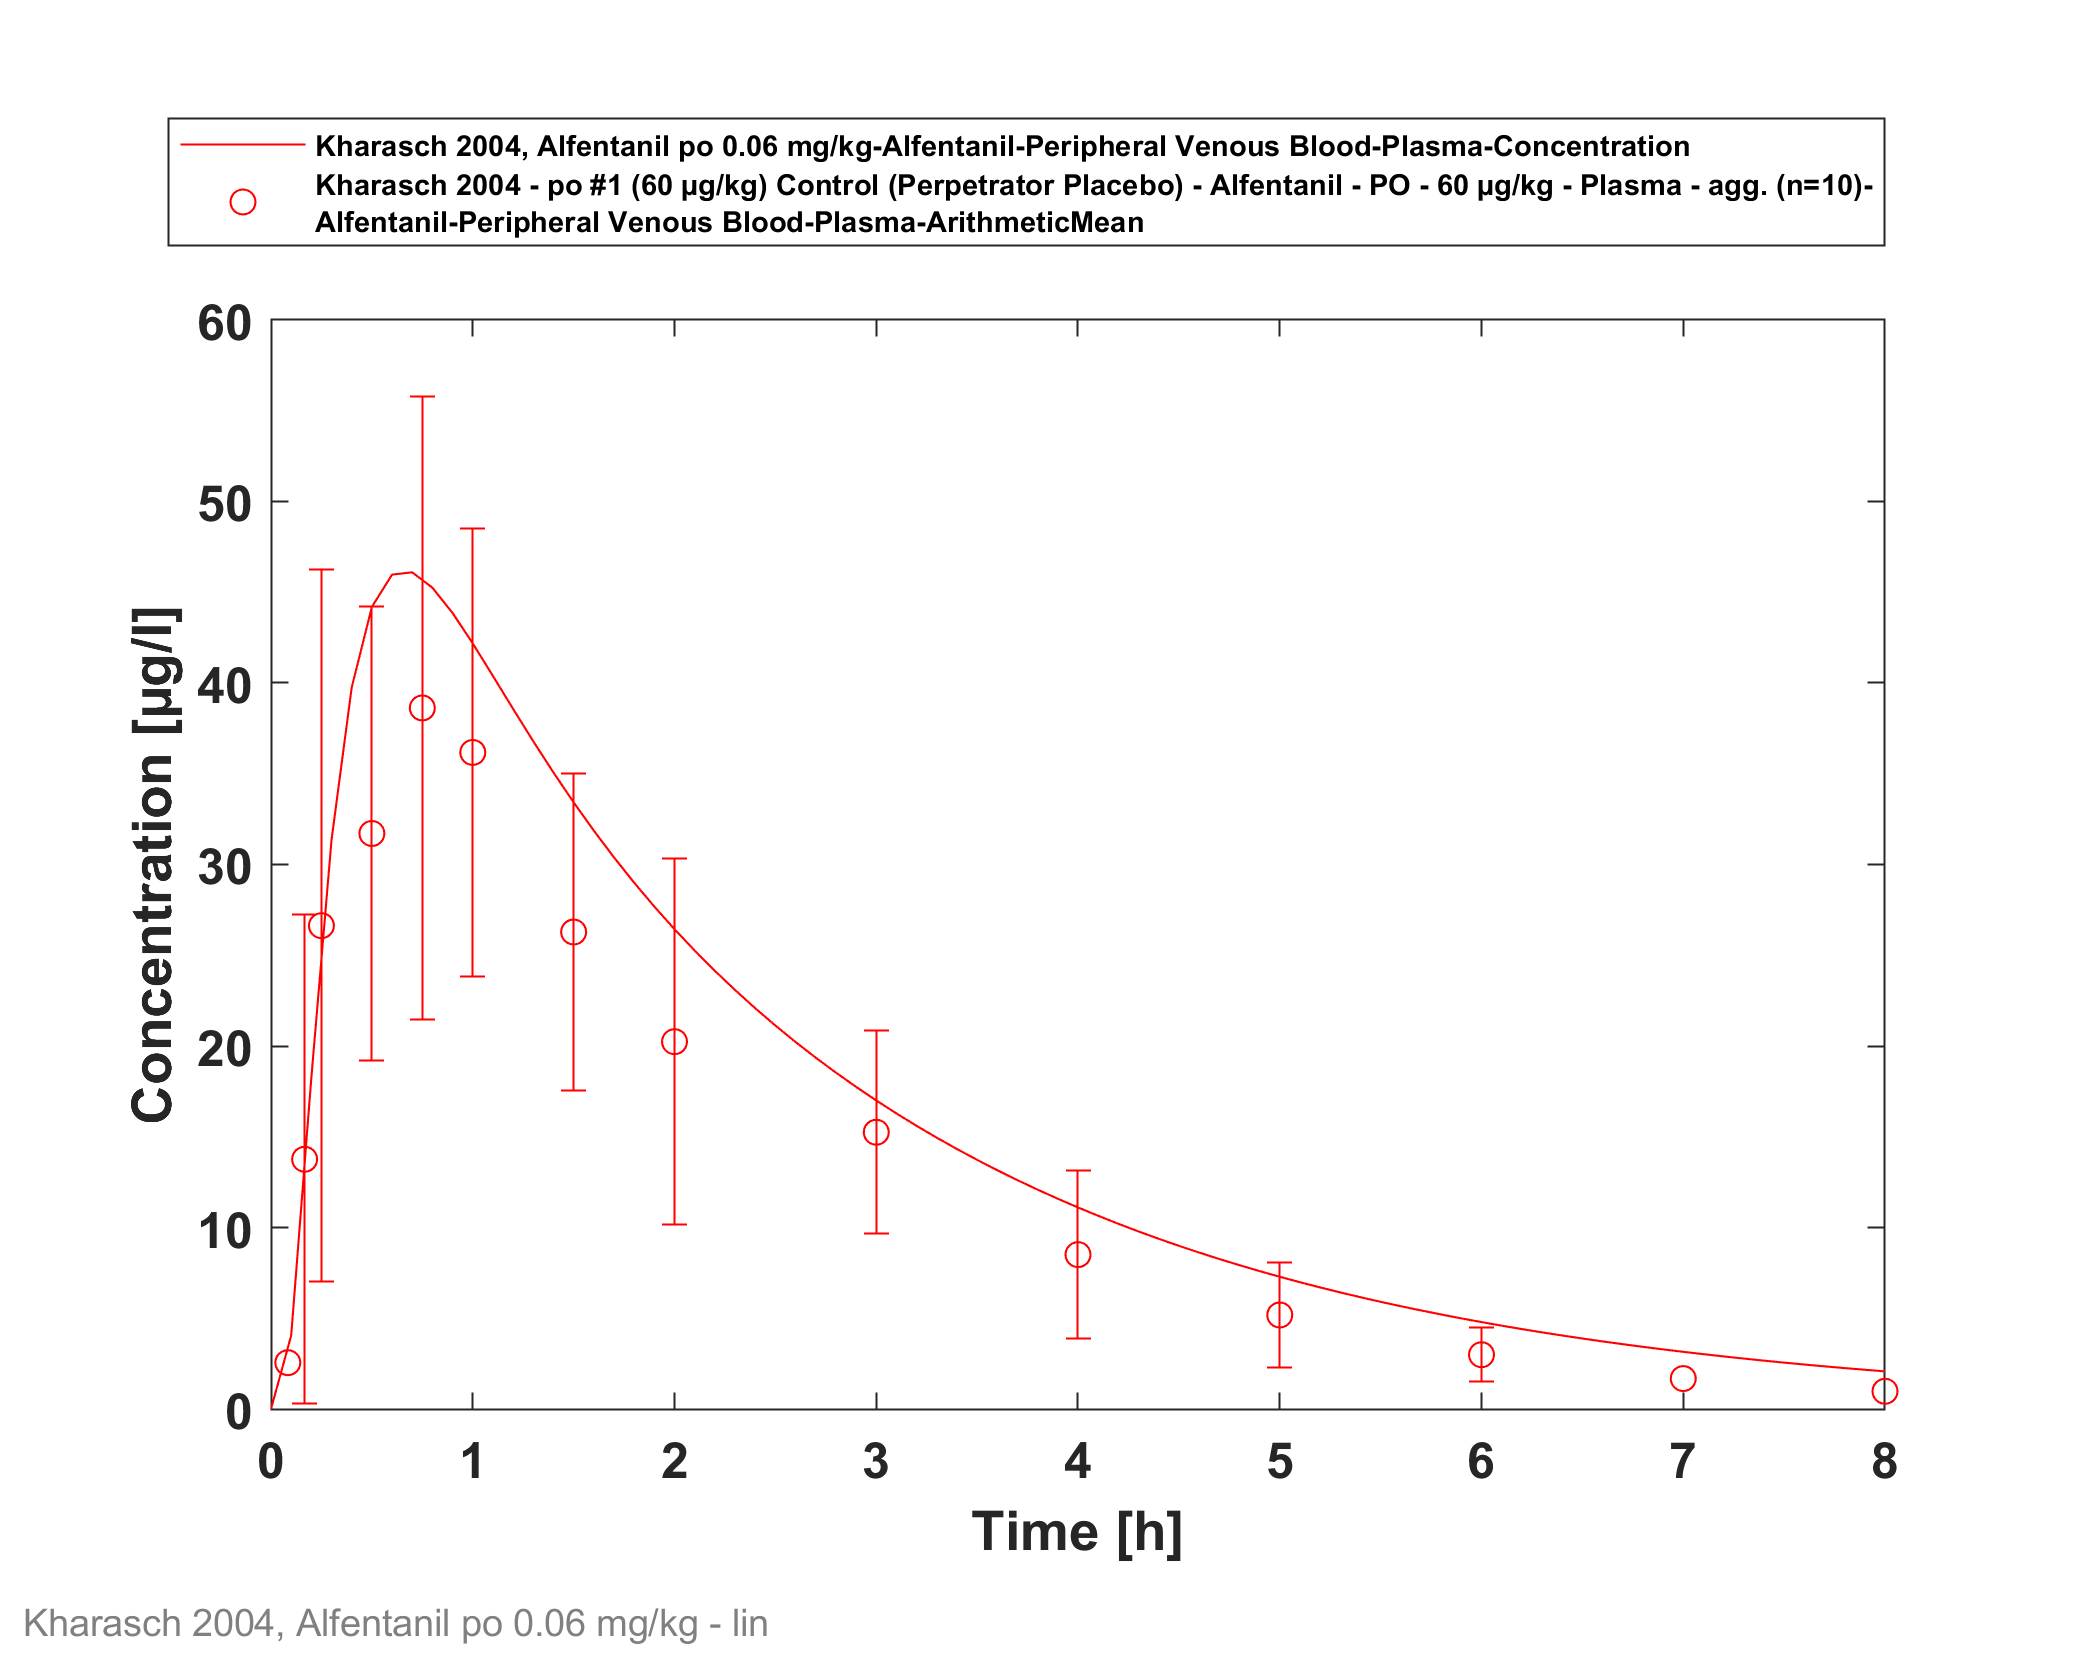 Kharasch 2004, Alfentanil po 0.06 mg/kg-Alfentanil-Peripheral Venous Blood-Plasma-Concentration
Kharasch 2004 - po #1 (60 µg/kg) Control (Perpetrator Placebo) - Alfentanil - PO - 60 µg/kg - Plasma - agg. (n=10)-
Alfentanil-Peripheral Venous Blood-Plasma-ArithmeticMean
60
50
40
30
20
10
0
Concentration [µg/l]
0 1 2 3 4 5 6 7 8
Time [h]
Kharasch 2004, Alfentanil po 0.06 mg/kg - lin